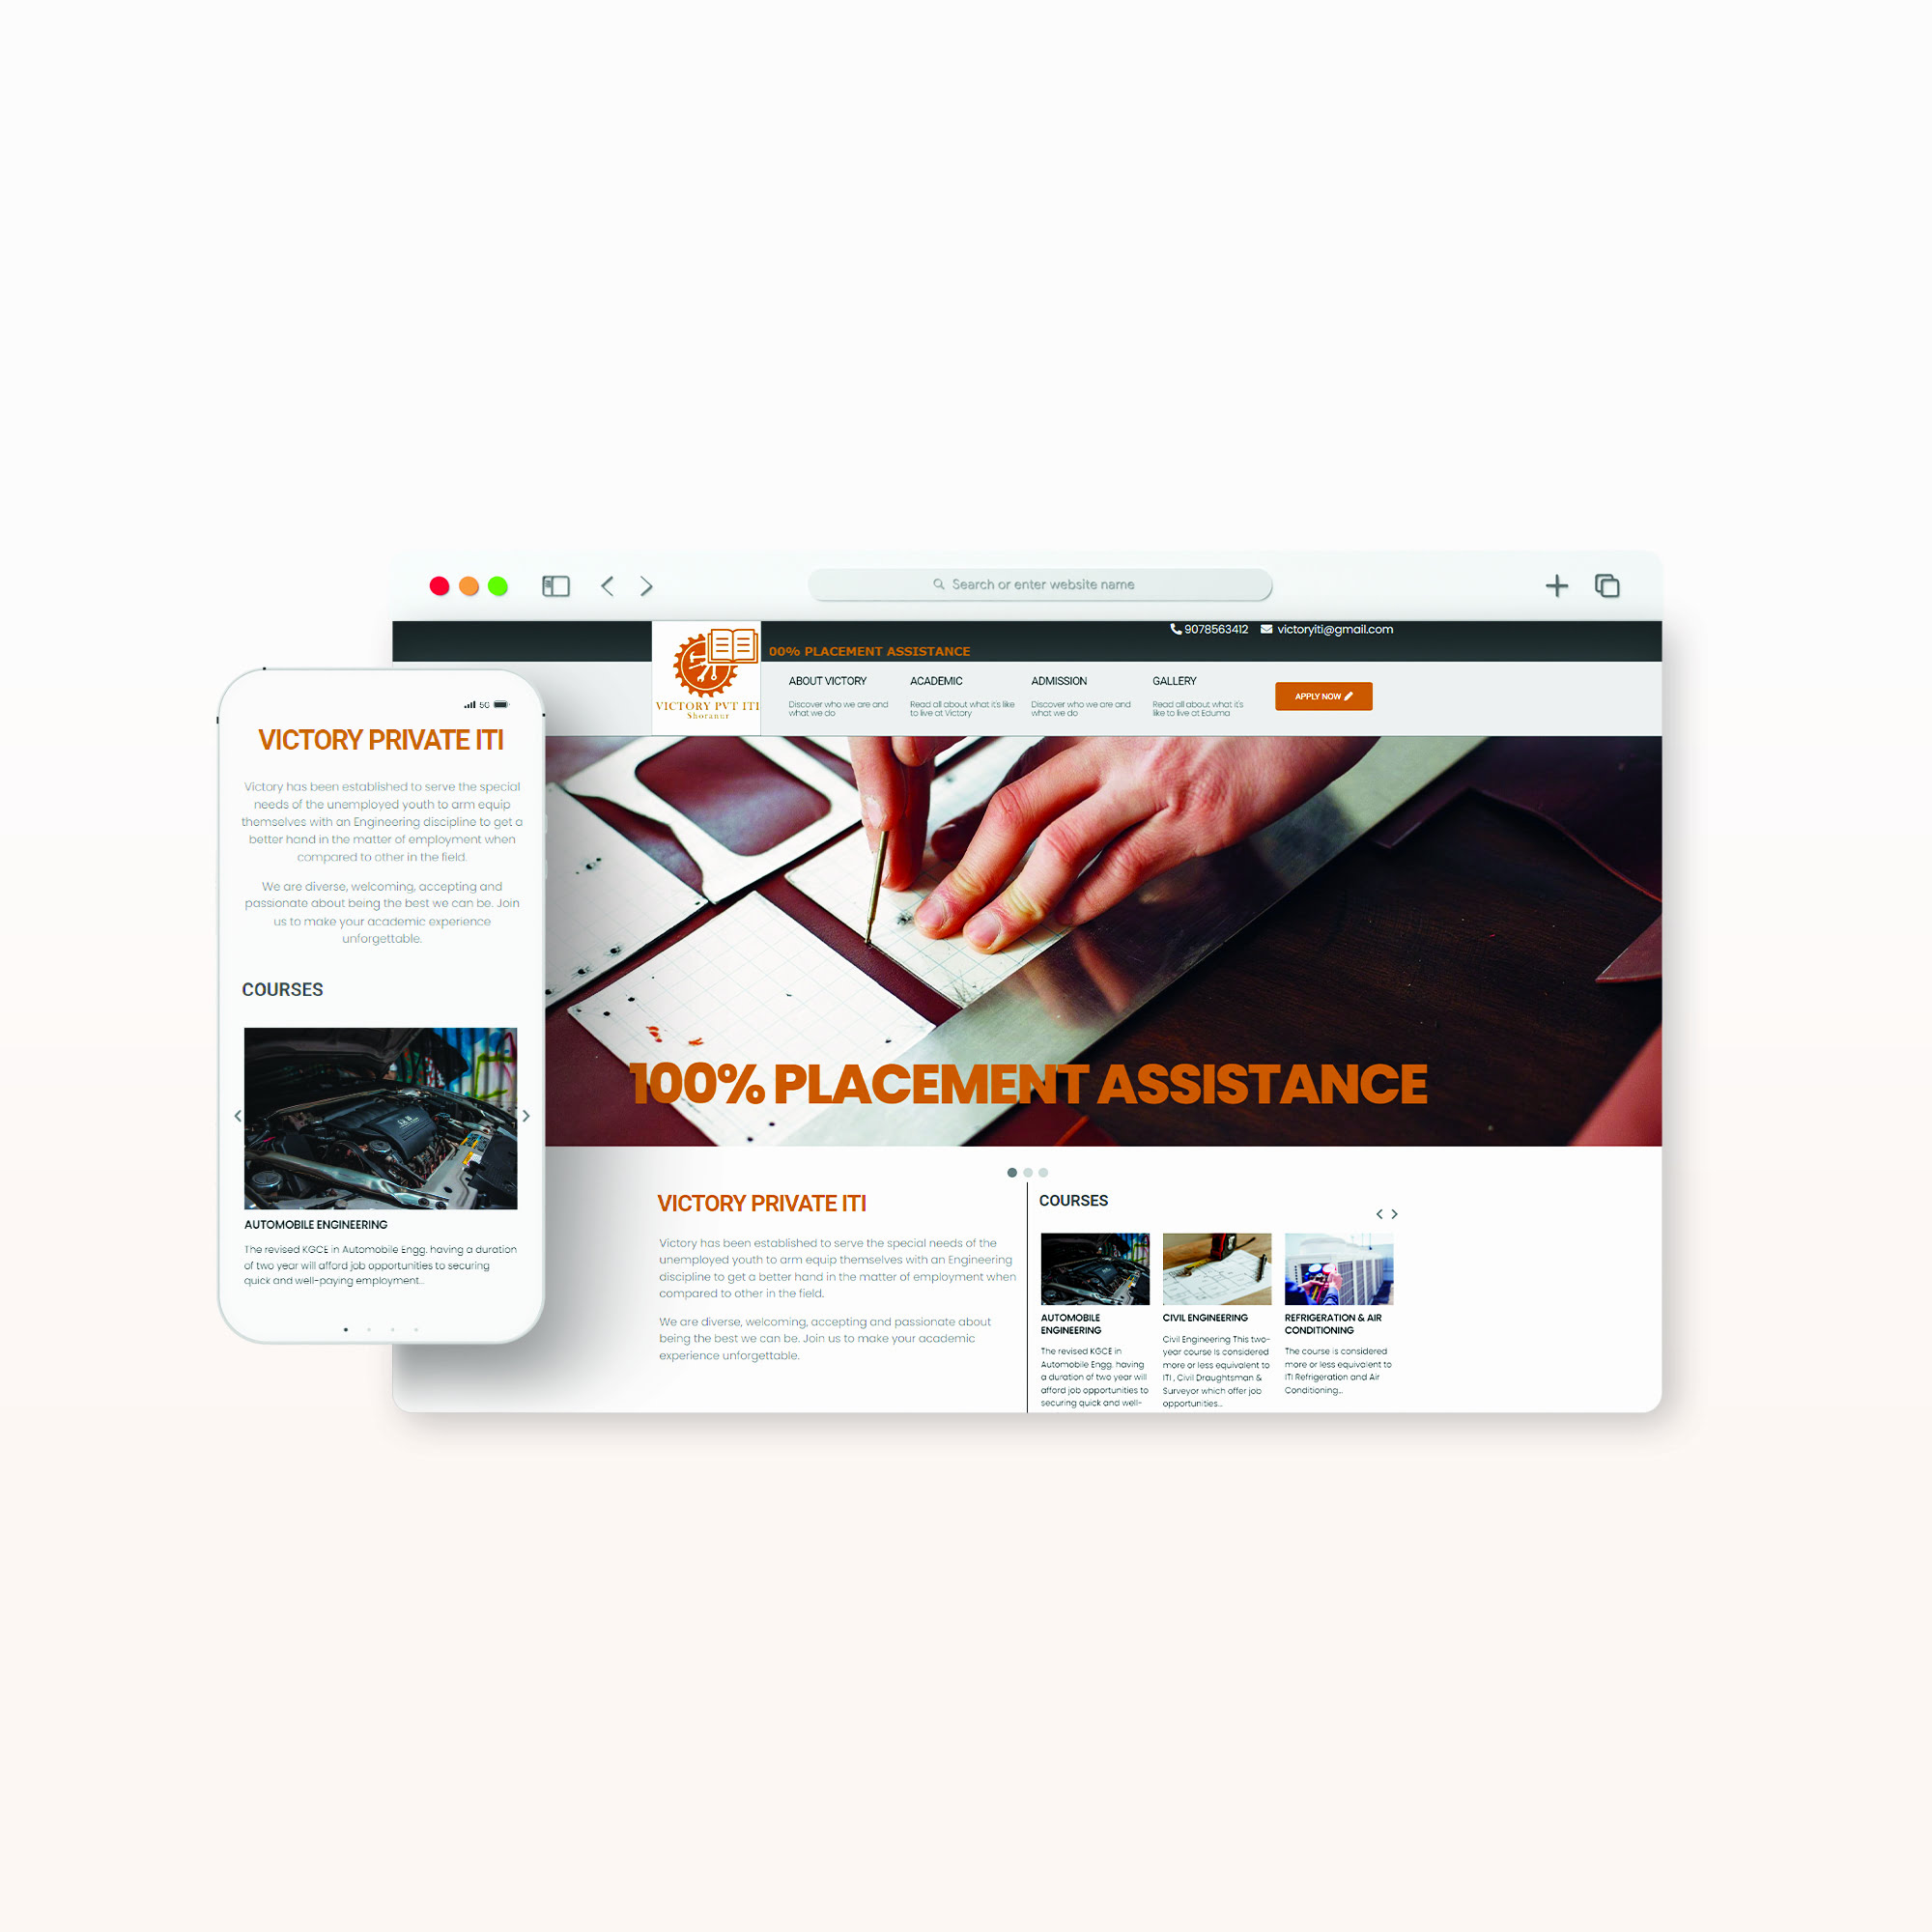 Search or enter website name
9078563412 victoryiti@gmail.com
00% PLACEMENT ASSISTANCE
VICTORY PVT ITI
Shoranur
ABOUT VICTORY
Discover who we are and
what we do
ACADEMIC
Read all about what it's like
to live at Victory
ADMISSION
Discover who we are and
what we do
GALLERY
Read all about what it's
like to live at Eduma
APPLY NOW
100% PLACEMENT ASSISTANCE
VICTORY PRIVATE ITI
Victory has been established to serve the special needs of the
unemployed youth to arm equip themselves with an Engineering
discipline to get a better hand in the matter of employment when
compared to other in the field.
We are diverse, welcoming, accepting and passionate about
being the best we can be. Join us to make your academic
experience unforgettable.
COURSES
AUTOMOBILE
ENGINEERING
The revised KGCE in
Automobile Engg. having
a duration of two year will
afford job opportunities to
securing quick and well-
CIVIL ENGINEERING
Civil Engineering This two-
year course is considered
more or less equivalent to
ITI , Civil Draughtsman &
Surveyor which offer job
opportunities...
REFRIGERATION & AIR
CONDITIONING
The course is considered
more or less equivalent to
ITI Refrigeration and Air
Conditioning...
5G
VICTORY PRIVATE ITI
Victory has been established to serve the special
needs of the unemployed youth to arm equip
themselves with an Engineering discipline to get a
better hand in the matter of employment when
compared to other in the field.
We are diverse, welcoming, accepting and
passionate about being the best we can be. Join
us to make your academic experience
unforgettable.
COURSES
AUTOMOBILE ENGINEERING
The revised KGCE in Automobile Engg. having a duration
of two year will afford job opportunities to securing
quick and well-paying employment...